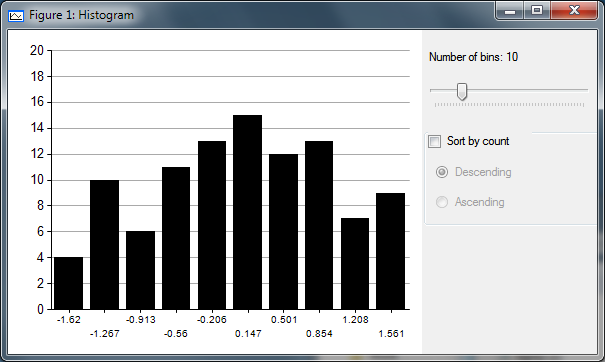 Figure 1: Histogram
Number of bins: 10
Sort by count
Descending
Ascending
20
18
16
14
12
10
8
6
4
2
0
-1.62 -0.913 -0.206 0.501 1.208
-1.267 -0.56 0.147 0.854 1.561